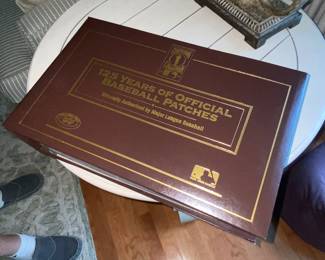 125 YEARS OF OFFICIAL
BASEBALL PATCHES
Officially Authorized by Major League Baseball